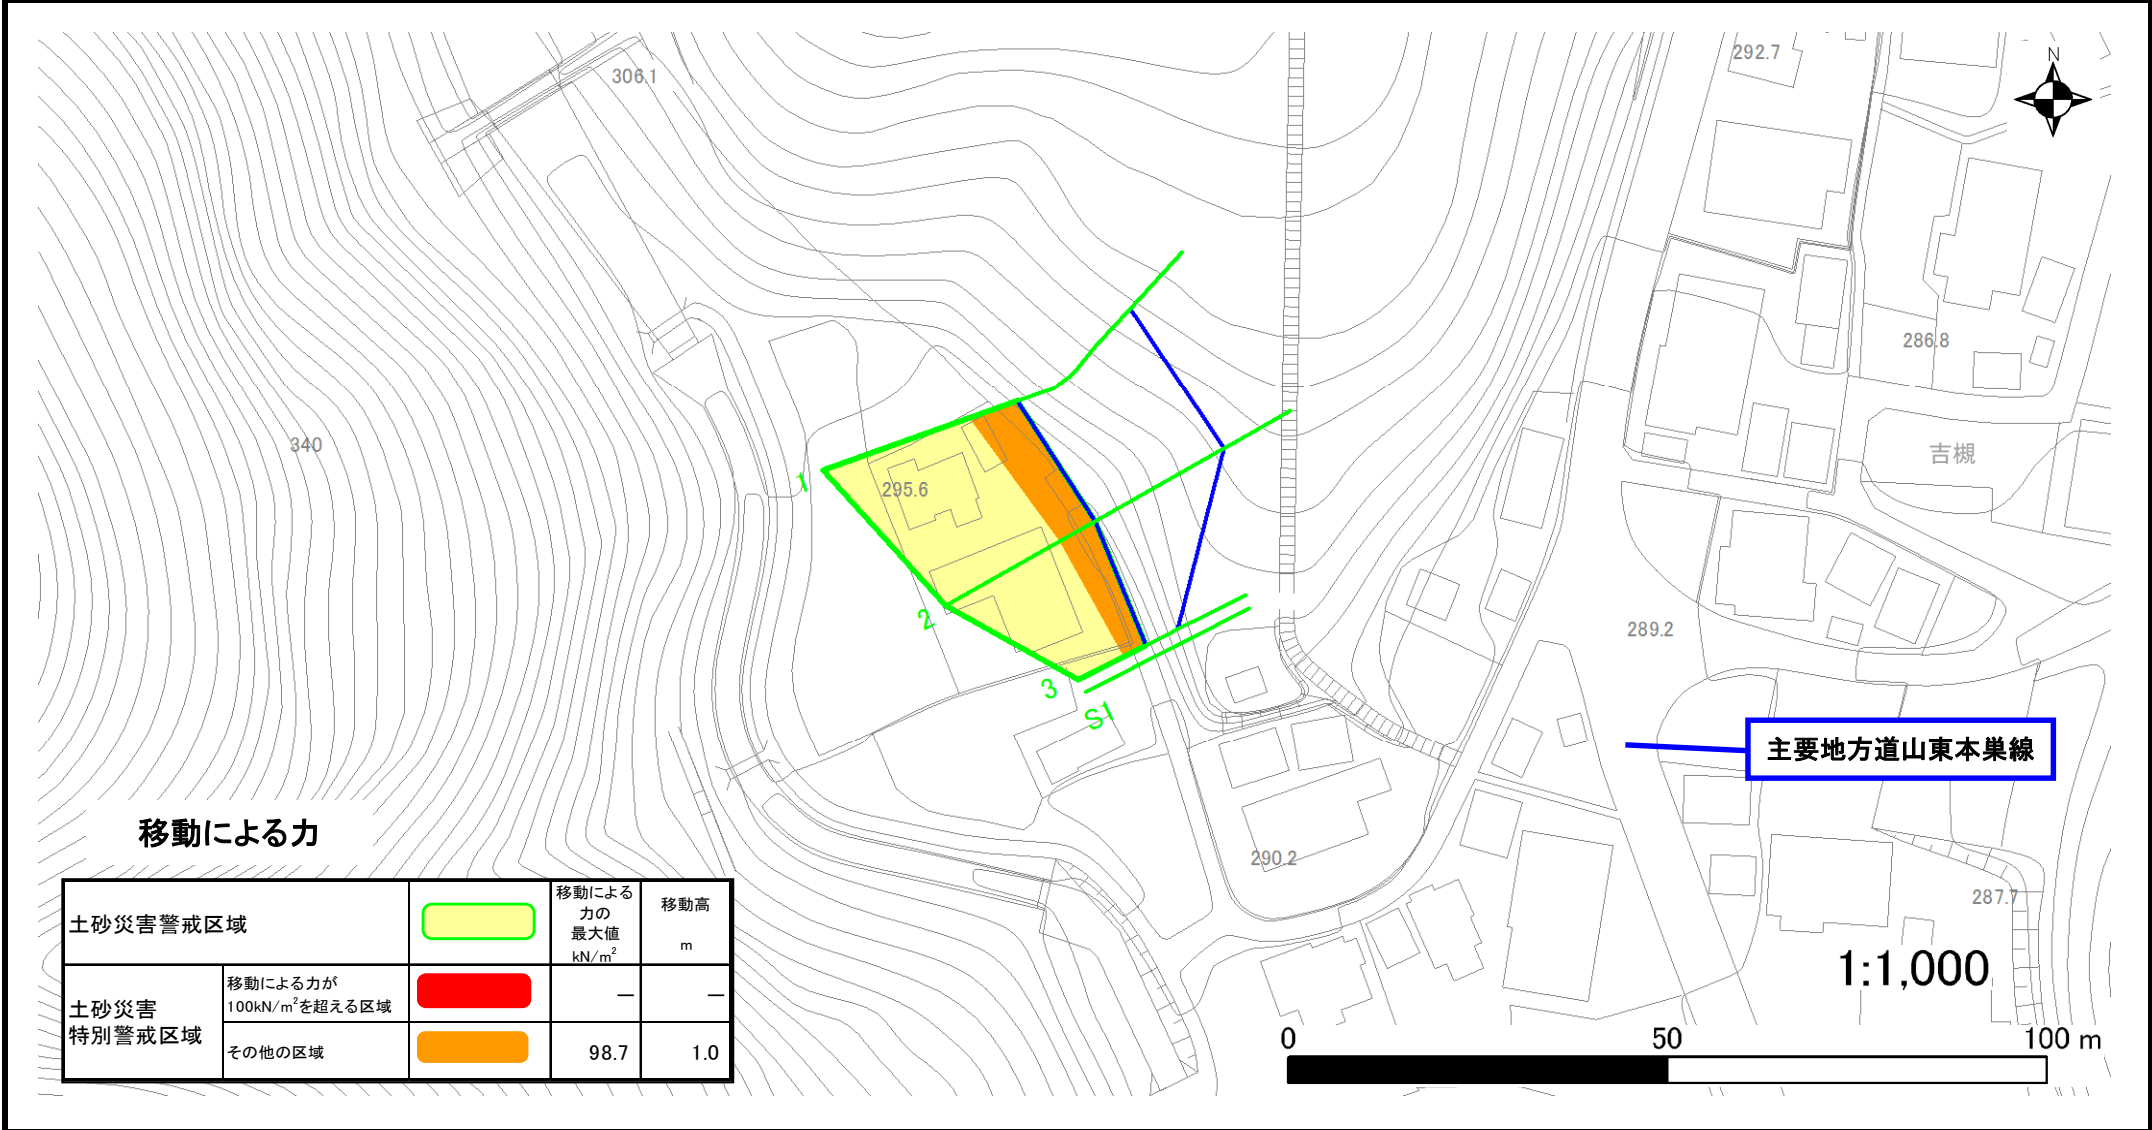 306.1
292.7
N
340
286.8
吉槻
1
295.6
2
289.2
3
S1
主要地方道山東本巣線
移動による力
290.2
287.7
土砂災害警戒区域
移動による
力の
最大値
kN/m²
移動高
m
土砂災害
特別警戒区域
移動による力が
100kN/m²を超える区域
—
—
その他の区域
98.7
1.0
1:1,000
0
50
100 m